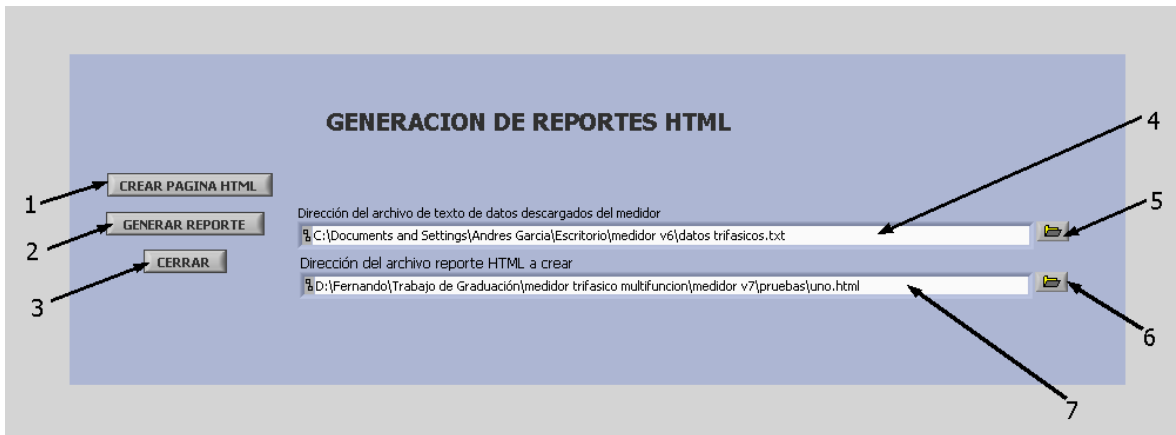 GENERACION DE REPORTES HTML
4
CREAR PAGINA HTML
1
5
Dirección del archivo de texto de datos descargados del medidor
GENERAR REPORTE
C:\Documents and Settings\Andres Garcia\Escritorio\medidor v6\datos trifasicos.txt
2
CERRAR
Dirección del archivo reporte HTML a crear
D:\Fernando\Trabajo de Graduación\medidor trifasico multifuncion\medidor v7\pruebas\uno.html
3
6
7